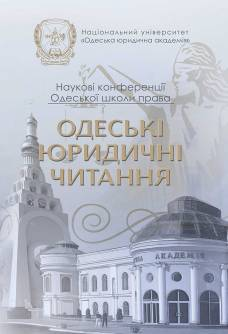 Національний університет
«Одеська юридична академія»
Наукові конференції
Одеської школи права
ОДЕСЬКІ
ЮРИДИЧНІ
ЧИТАННЯ
АКАДЕМІЯ